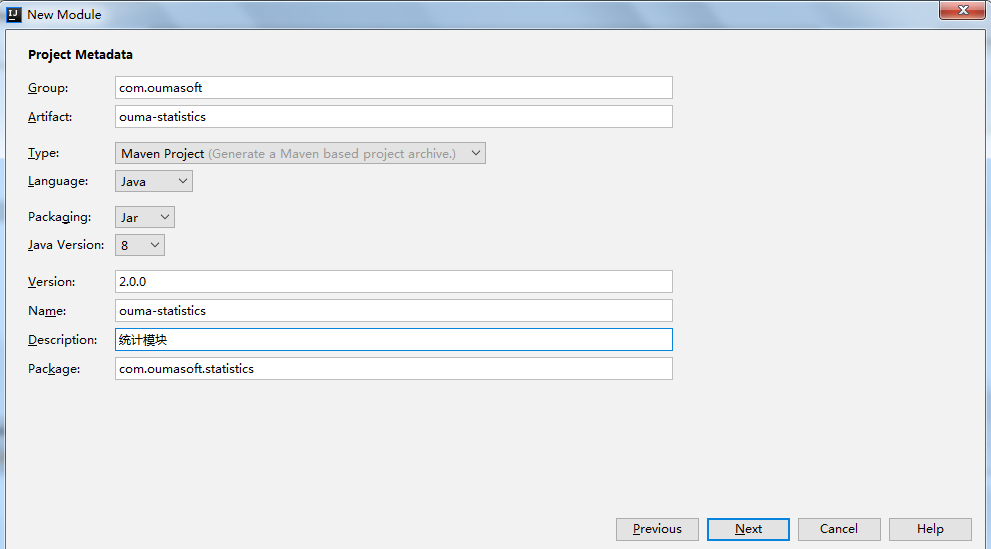 IJ New Module
Project Metadata
Group: com.oumasoft
Artifact: ouma-statistics
Type: Maven Project (Generate a Maven based project archive.)
Language: Java
Packaging: Jar
Java Version: 8
Version: 2.0.0
Name: ouma-statistics
Description: 统计模块
Package: com.oumasoft.statistics
Previous Next Cancel Help